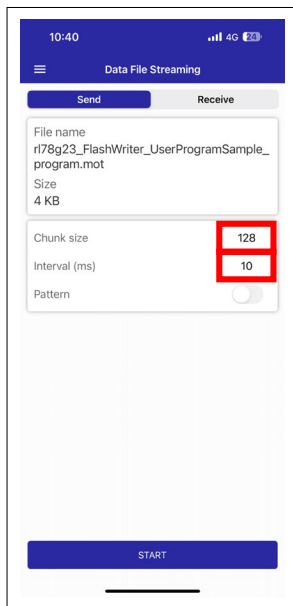 10:40
4G 24
Data File Streaming
Send
Receive
File name
rl78g23_FlashWriter_UserProgramSample_
program.mot
Size
4 KB
Chunk size
128
Interval (ms)
10
Pattern
START